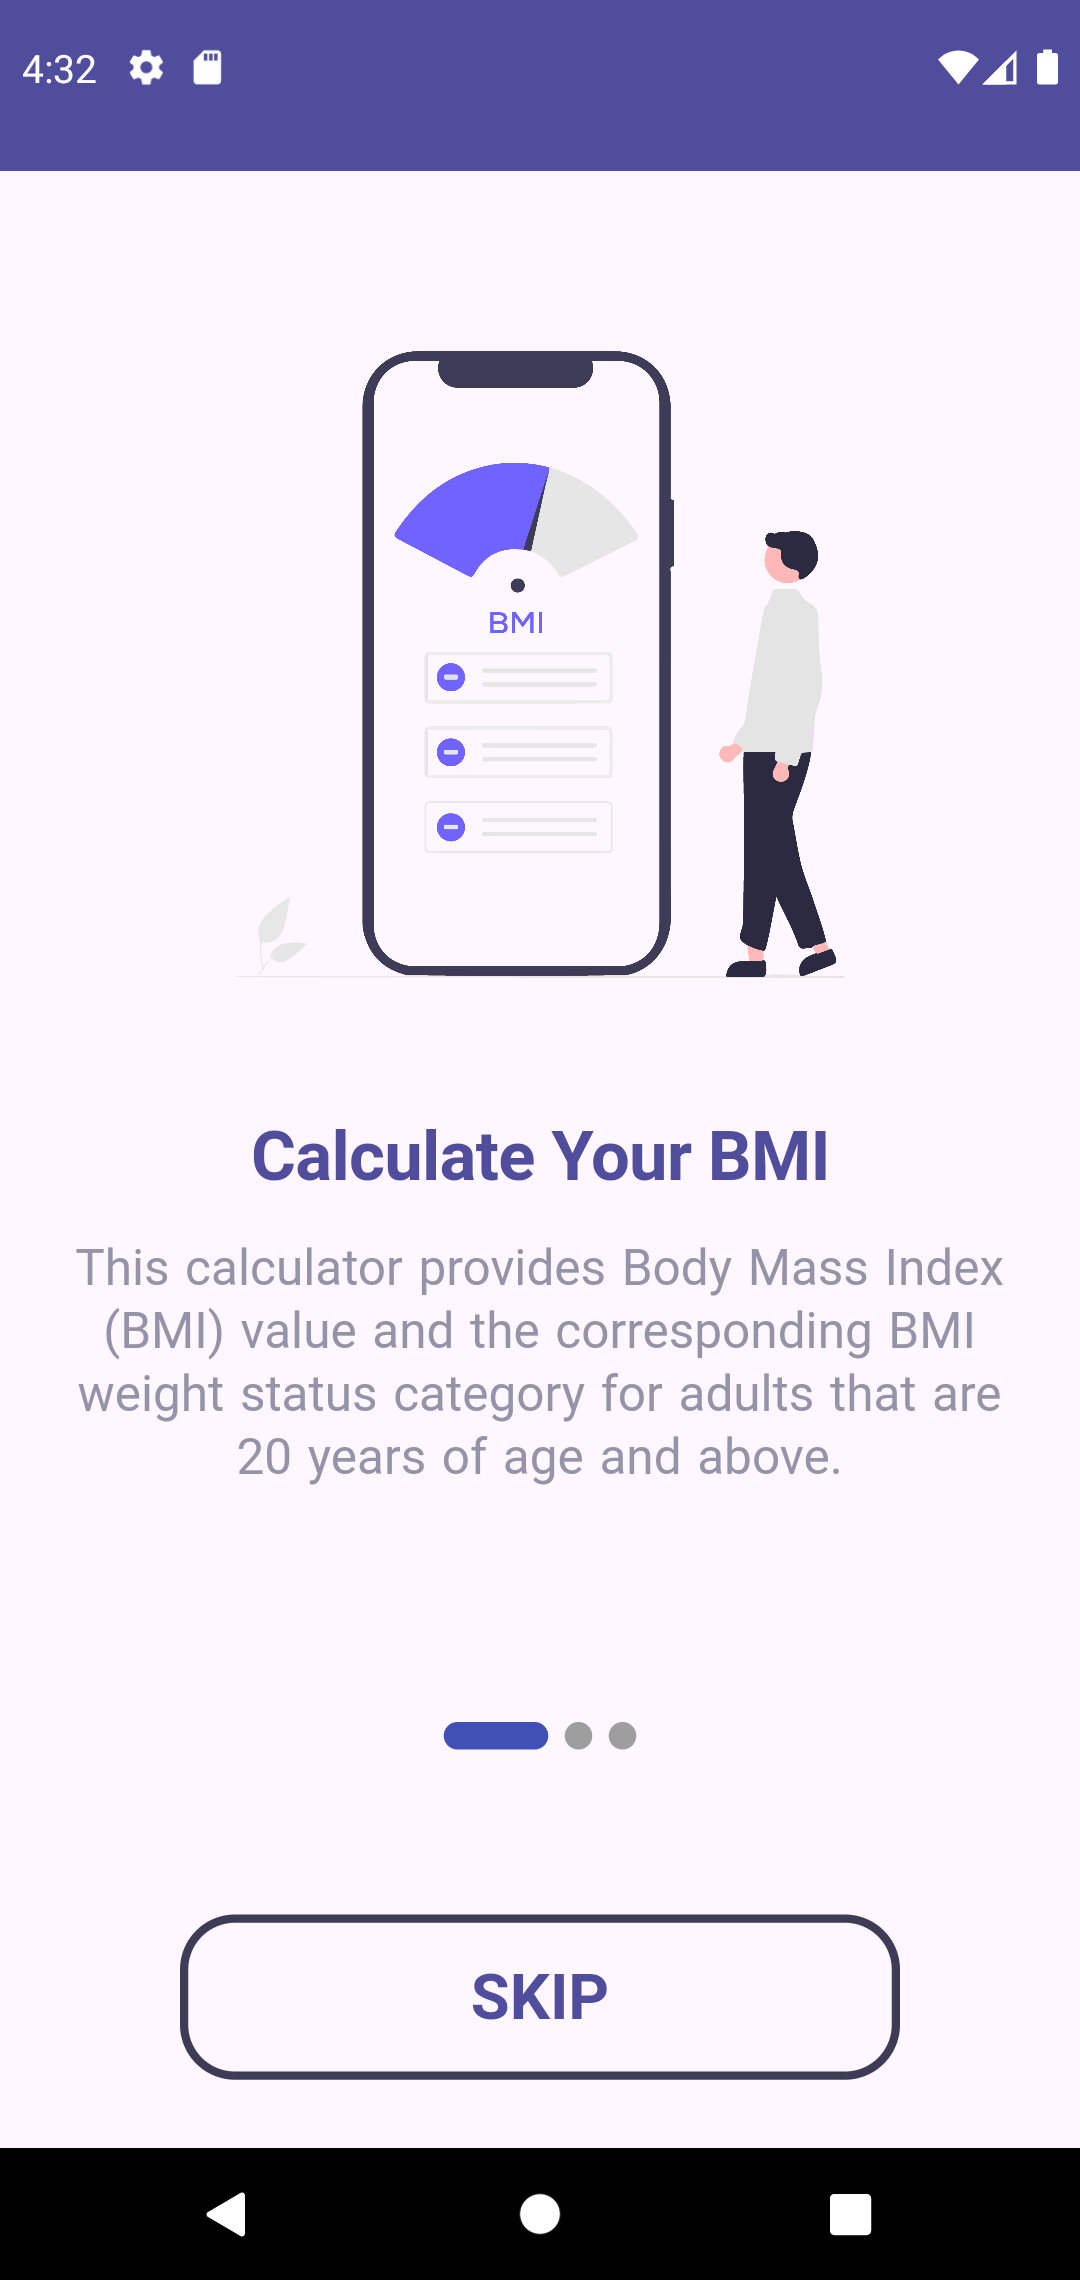 4:32
BMI
Calculate Your BMI
This calculator provides Body Mass Index
(BMI) value and the corresponding BMI
weight status category for adults that are
20 years of age and above.
SKIP